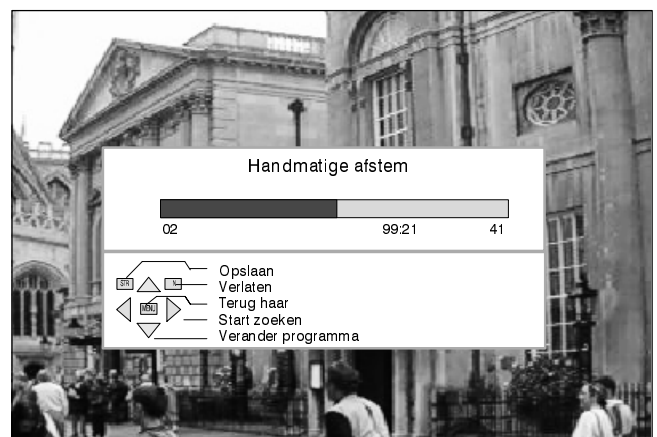 Handmatige afstem
02 99:21 41
STR N
Opslaan
Verlaten
MENU
Terug haar
Start zoeken
Verander programma